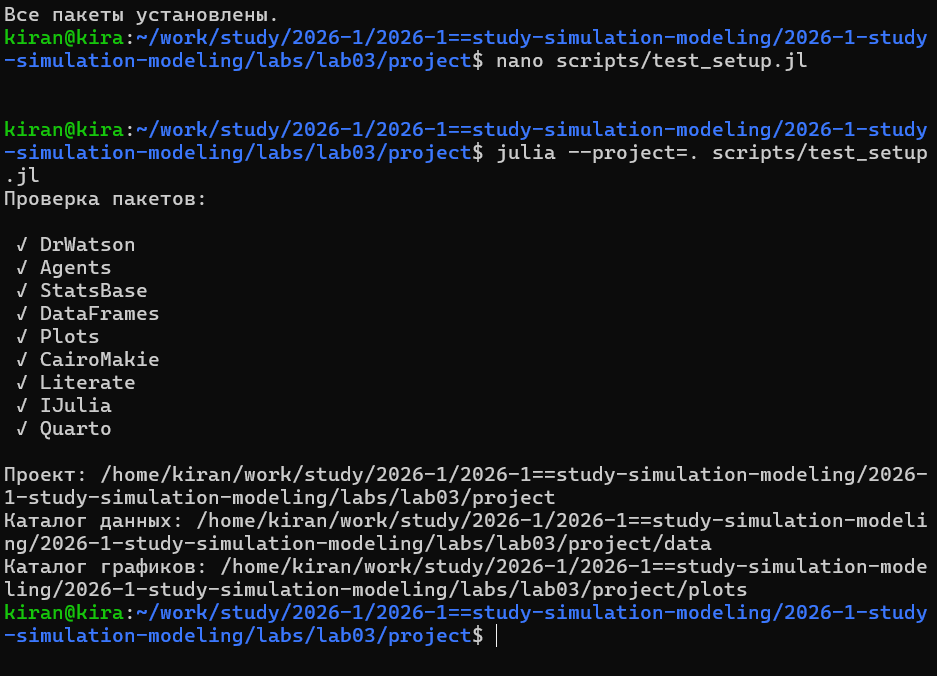 Все пакеты установлены.
kiran@kira:~/work/study/2026-1/2026-1==study-simulation-modeling/2026-1-study
-simulation-modeling/labs/lab03/project$ nano scripts/test_setup.jl
kiran@kira:~/work/study/2026-1/2026-1==study-simulation-modeling/2026-1-study
-simulation-modeling/labs/lab03/project$ julia --project=. scripts/test_setup
.jl
Проверка пакетов:
√ DrWatson
√ Agents
√ StatsBase
√ DataFrames
√ Plots
√ CairoMakie
√ Literate
√ IJulia
√ Quarto
Проект: /home/kiran/work/study/2026-1/2026-1==study-simulation-modeling/2026-
1-study-simulation-modeling/labs/lab03/project
Каталог данных: /home/kiran/work/study/2026-1/2026-1==study-simulation-modeli
ng/2026-1-study-simulation-modeling/labs/lab03/project/data
Каталог графиков: /home/kiran/work/study/2026-1/2026-1==study-simulation-mode
ling/2026-1-study-simulation-modeling/labs/lab03/project/plots
kiran@kira:~/work/study/2026-1/2026-1==study-simulation-modeling/2026-1-study
-simulation-modeling/labs/lab03/project$